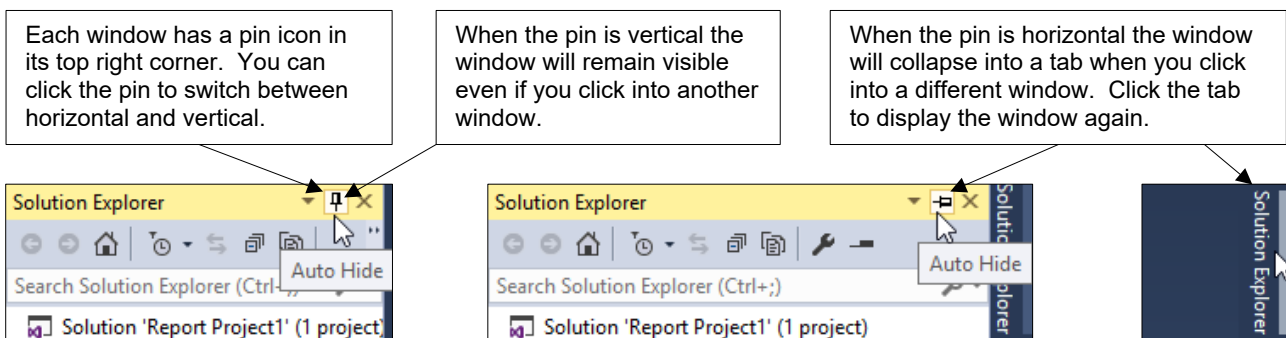 Each window has a pin icon in
its top right corner. You can
click the pin to switch between
horizontal and vertical.
When the pin is vertical the
window will remain visible
even if you click into another
window.
When the pin is horizontal the window
will collapse into a tab when you click
into a different window. Click the tab
to display the window again.
Solution Explorer
Auto Hide
Search Solution Explorer (Ctrl+;)
Solution 'Report Project1' (1 project)
Solution Explorer
Auto Hide
Search Solution Explorer (Ctrl+;)
Solution 'Report Project1' (1 project)
Solution Explorer